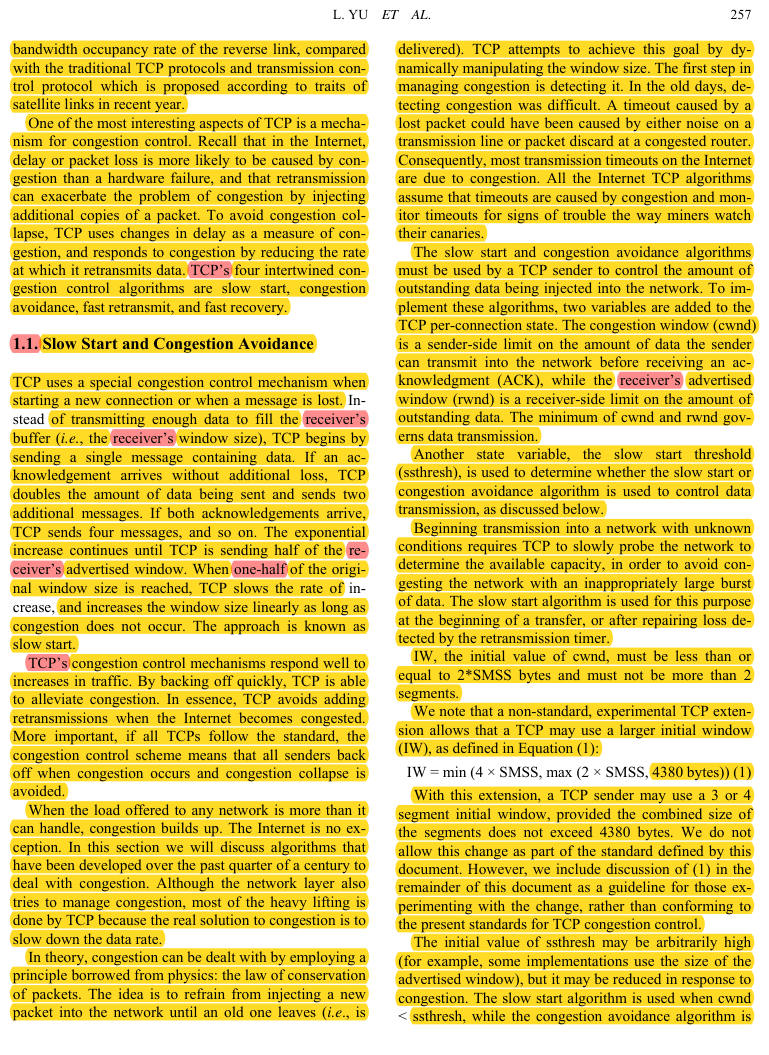 L. YU ET AL.
257
bandwidth occupancy rate of the reverse link, compared
with the traditional TCP protocols and transmission con-
trol protocol which is proposed according to traits of
satellite links in recent year.
One of the most interesting aspects of TCP is a mecha-
nism for congestion control. Recall that in the Internet,
delay or packet loss is more likely to be caused by con-
gestion than a hardware failure, and that retransmission
can exacerbate the problem of congestion by injecting
additional copies of a packet. To avoid congestion col-
lapse, TCP uses changes in delay as a measure of con-
gestion, and responds to congestion by reducing the rate
at which it retransmits data. TCP's four intertwined con-
gestion control algorithms are slow start, congestion
avoidance, fast retransmit, and fast recovery.
1.1. Slow Start and Congestion Avoidance
TCP uses a special congestion control mechanism when
starting a new connection or when a message is lost. In-
stead of transmitting enough data to fill the receiver's
buffer (i.e., the receiver's window size), TCP begins by
sending a single message containing data. If an ac-
knowledgement arrives without additional loss, TCP
doubles the amount of data being sent and sends two
additional messages. If both acknowledgements arrive,
TCP sends four messages, and so on. The exponential
increase continues until TCP is sending half of the re-
ceiver's advertised window. When one-half of the origi-
nal window size is reached, TCP slows the rate of in-
crease, and increases the window size linearly as long as
congestion does not occur. The approach is known as
slow start.
TCP's congestion control mechanisms respond well to
increases in traffic. By backing off quickly, TCP is able
to alleviate congestion. In essence, TCP avoids adding
retransmissions when the Internet becomes congested.
More important, if all TCPs follow the standard, the
congestion control scheme means that all senders back
off when congestion occurs and congestion collapse is
avoided.
When the load offered to any network is more than it
can handle, congestion builds up. The Internet is no ex-
ception. In this section we will discuss algorithms that
have been developed over the past quarter of a century to
deal with congestion. Although the network layer also
tries to manage congestion, most of the heavy lifting is
done by TCP because the real solution to congestion is to
slow down the data rate.
In theory, congestion can be dealt with by employing a
principle borrowed from physics: the law of conservation
of packets. The idea is to refrain from injecting a new
packet into the network until an old one leaves (i.e., is
delivered). TCP attempts to achieve this goal by dy-
namically manipulating the window size. The first step in
managing congestion is detecting it. In the old days, de-
tecting congestion was difficult. A timeout caused by a
lost packet could have been caused by either noise on a
transmission line or packet discard at a congested router.
Consequently, most transmission timeouts on the Internet
are due to congestion. All the Internet TCP algorithms
assume that timeouts are caused by congestion and mon-
itor timeouts for signs of trouble the way miners watch
their canaries.
The slow start and congestion avoidance algorithms
must be used by a TCP sender to control the amount of
outstanding data being injected into the network. To im-
plement these algorithms, two variables are added to the
TCP per-connection state. The congestion window (cwnd)
is a sender-side limit on the amount of data the sender
can transmit into the network before receiving an ac-
knowledgment (ACK), while the receiver's advertised
window (rwnd) is a receiver-side limit on the amount of
outstanding data. The minimum of cwnd and rwnd gov-
erns data transmission.
Another state variable, the slow start threshold
(ssthresh), is used to determine whether the slow start or
congestion avoidance algorithm is used to control data
transmission, as discussed below.
Beginning transmission into a network with unknown
conditions requires TCP to slowly probe the network to
determine the available capacity, in order to avoid con-
gesting the network with an inappropriately large burst
of data. The slow start algorithm is used for this purpose
at the beginning of a transfer, or after repairing loss de-
tected by the retransmission timer.
IW, the initial value of cwnd, must be less than or
equal to 2*SMSS bytes and must not be more than 2
segments.
We note that a non-standard, experimental TCP exten-
sion allows that a TCP may use a larger initial window
(IW), as defined in Equation (1):
IW = min (4 × SMSS, max (2 × SMSS, 4380 bytes)) (1)
With this extension, a TCP sender may use a 3 or 4
segment initial window, provided the combined size of
the segments does not exceed 4380 bytes. We do not
allow this change as part of the standard defined by this
document. However, we include discussion of (1) in the
remainder of this document as a guideline for those ex-
perimenting with the change, rather than conforming to
the present standards for TCP congestion control.
The initial value of ssthresh may be arbitrarily high
(for example, some implementations use the size of the
advertised window), but it may be reduced in response to
congestion. The slow start algorithm is used when cwnd
< ssthresh, while the congestion avoidance algorithm is